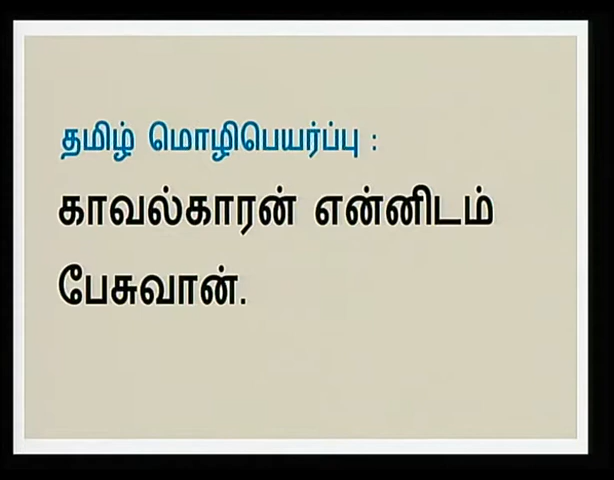 தமிழ் மொழிபெயர்ப்பு :
காவல்காரன் என்னிடம்
பேசுவான்.